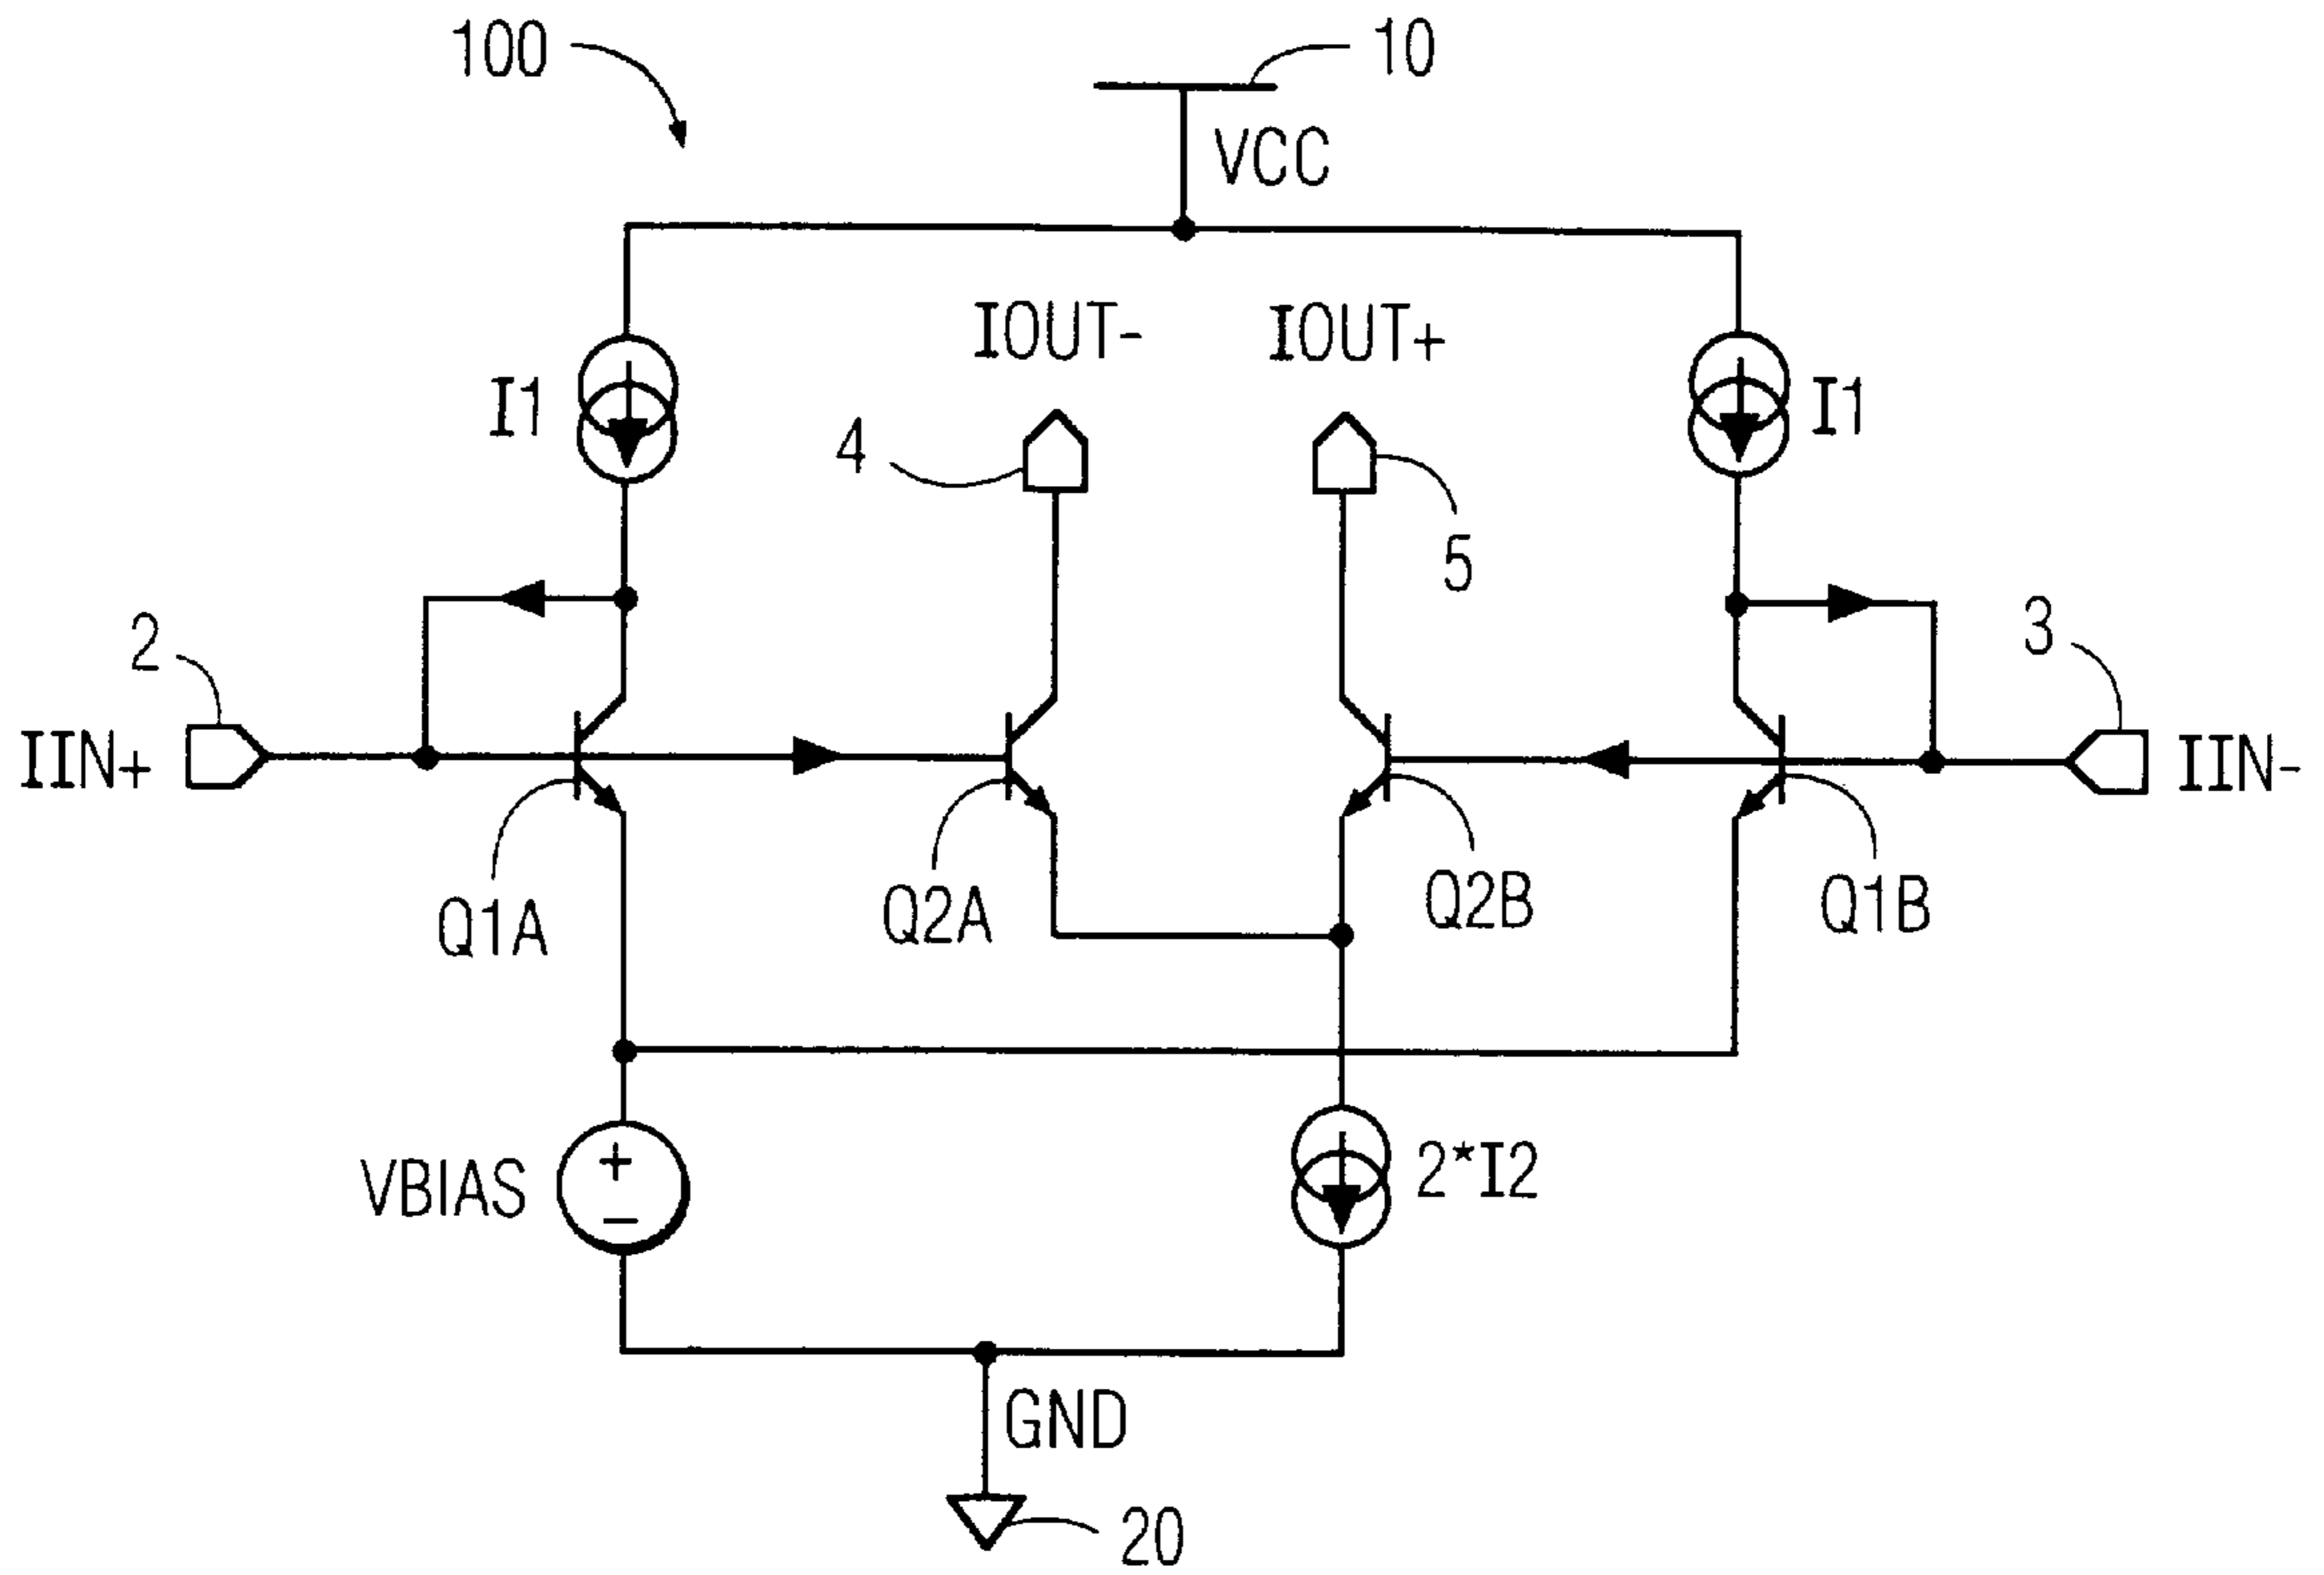 100
10
VCC
IOUT-
IOUT+
I1
I1
4
5
2
3
IIN+
IIN-
Q1A
Q2A
Q2B
Q1B
+
-
VBIAS
2*I2
GND
20